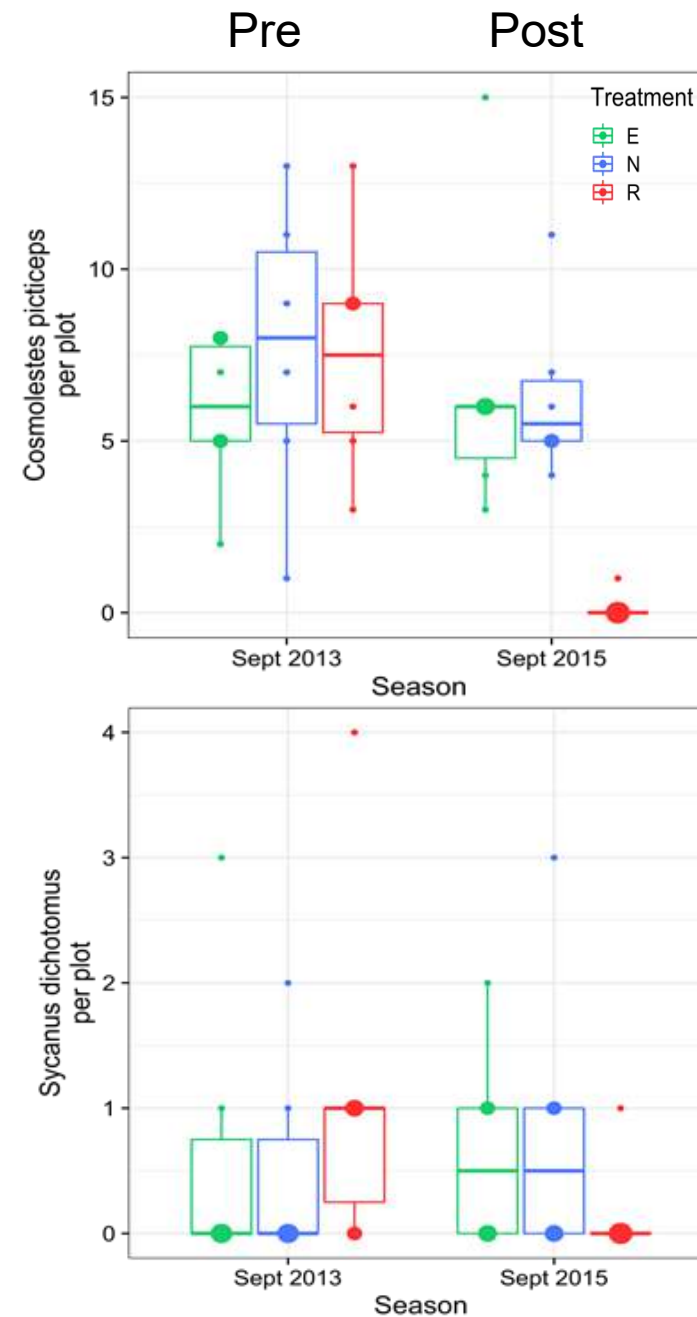 Pre Post
15
10
5
0
Cosmolestes picticeps
per plot
Treatment
E
N
R
Sept 2013 Sept 2015
Season
4
3
2
1
0
Sycanus dichotomus
per plot
Sept 2013 Sept 2015
Season